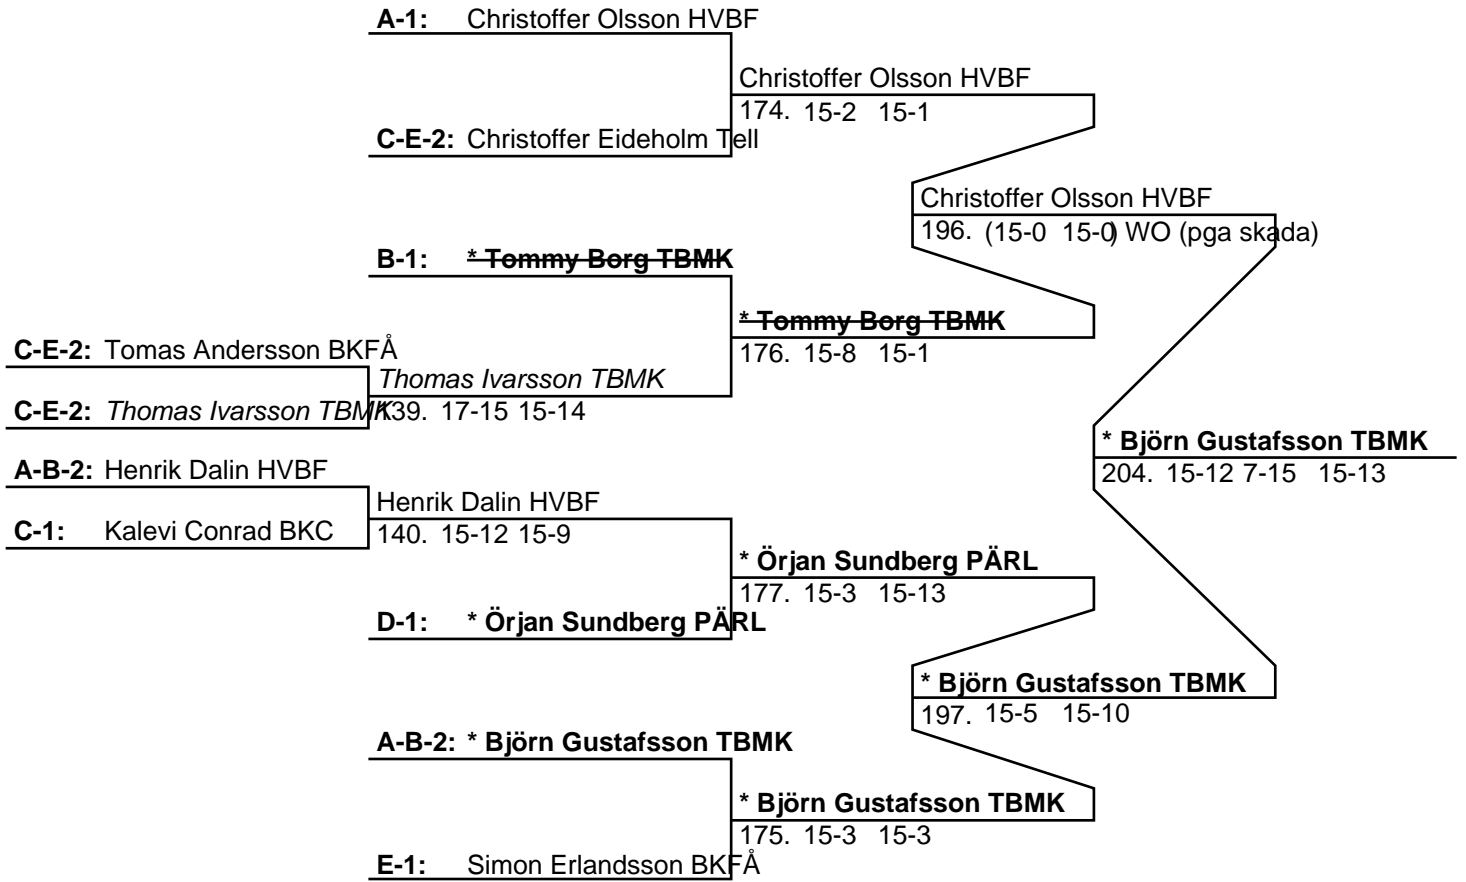 A-1: Christoffer Olsson HVBF
Christoffer Olsson HVBF
174. 15-2 15-1
C-E-2: Christoffer Eideholm Tell
Christoffer Olsson HVBF
196. (15-0 15-0) WO (pga skada)
B-1: * Tommy Borg TBMK
* Tommy Borg TBMK
176. 15-8 15-1
C-E-2: Tomas Andersson BKFÅ
Thomas Ivarsson TBMK
139. 17-15 15-14
C-E-2: Thomas Ivarsson TBMK
* Björn Gustafsson TBMK
204. 15-12 7-15 15-13
A-B-2: Henrik Dalin HVBF
Henrik Dalin HVBF
140. 15-12 15-9
C-1: Kalevi Conrad BKC
* Örjan Sundberg PÄRL
177. 15-3 15-13
D-1: * Örjan Sundberg PÄRL
* Björn Gustafsson TBMK
197. 15-5 15-10
A-B-2: * Björn Gustafsson TBMK
* Björn Gustafsson TBMK
175. 15-3 15-3
E-1: Simon Erlandsson BKFÅ